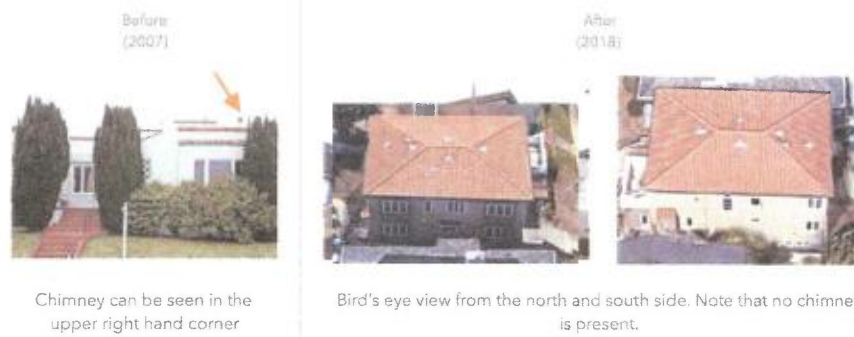 Before
(2007)
After
(2018)
Chimney can be seen in the
upper right hand corner
Bird's eye view from the north and south side. Note that no chimne
is present.